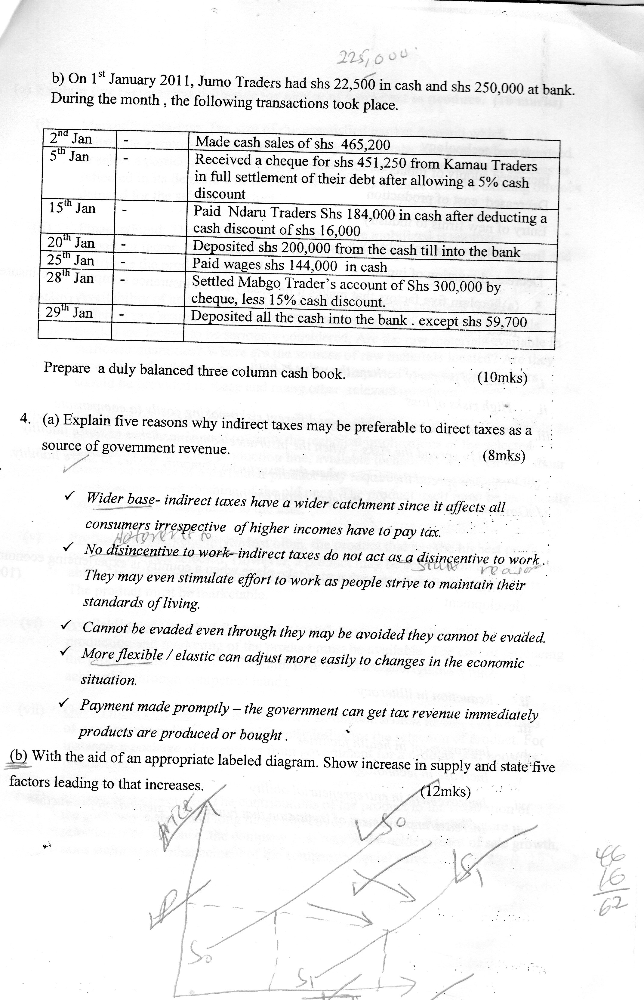 225,000
b) On 1st January 2011, Jumo Traders had shs 22,500 in cash and shs 250,000 at bank.
During the month , the following transactions took place.
2nd Jan - Made cash sales of shs 465,200
5th Jan - Received a cheque for shs 451,250 from Kamau Traders
in full settlement of their debt after allowing a 5% cash
discount
15th Jan - Paid Ndaru Traders Shs 184,000 in cash after deducting a
cash discount of shs 16,000
20th Jan - Deposited shs 200,000 from the cash till into the bank
25th Jan - Paid wages shs 144,000 in cash
28th Jan - Settled Mabgo Trader's account of Shs 300,000 by
cheque, less 15% cash discount.
29th Jan - Deposited all the cash into the bank . except shs 59,700
Prepare a duly balanced three column cash book. (10mks)
4. (a) Explain five reasons why indirect taxes may be preferable to direct taxes as a
source of government revenue. (8mks)
✓ Wider base- indirect taxes have a wider catchment since it affects all
consumers irrespective of higher incomes have to pay tax.
✓ No disincentive to work- indirect taxes do not act as a disincentive to work.
reason
They may even stimulate effort to work as people strive to maintain their
standards of living.
✓ Cannot be evaded even through they may be avoided they cannot be evaded.
✓ More flexible / elastic can adjust more easily to changes in the economic
situation.
✓ Payment made promptly – the government can get tax revenue immediately
products are produced or bought .
(b) With the aid of an appropriate labeled diagram. Show increase in supply and state five
factors leading to that increases. (12mks)
price
S0
S1
46
16
62
P
S0
S1